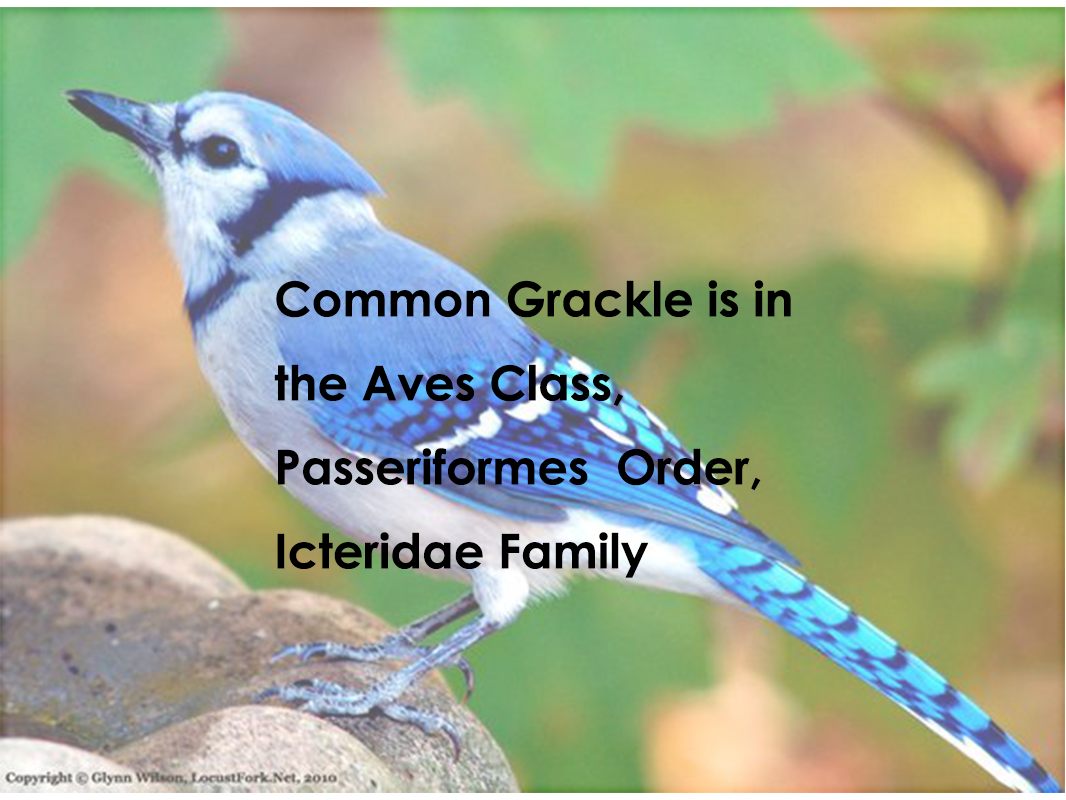 Common Grackle is in
the Aves Class,
Passeriformes  Order,
Icteridae Family
Copyright © Glynn Wilson, LocustFork.Net, 2010